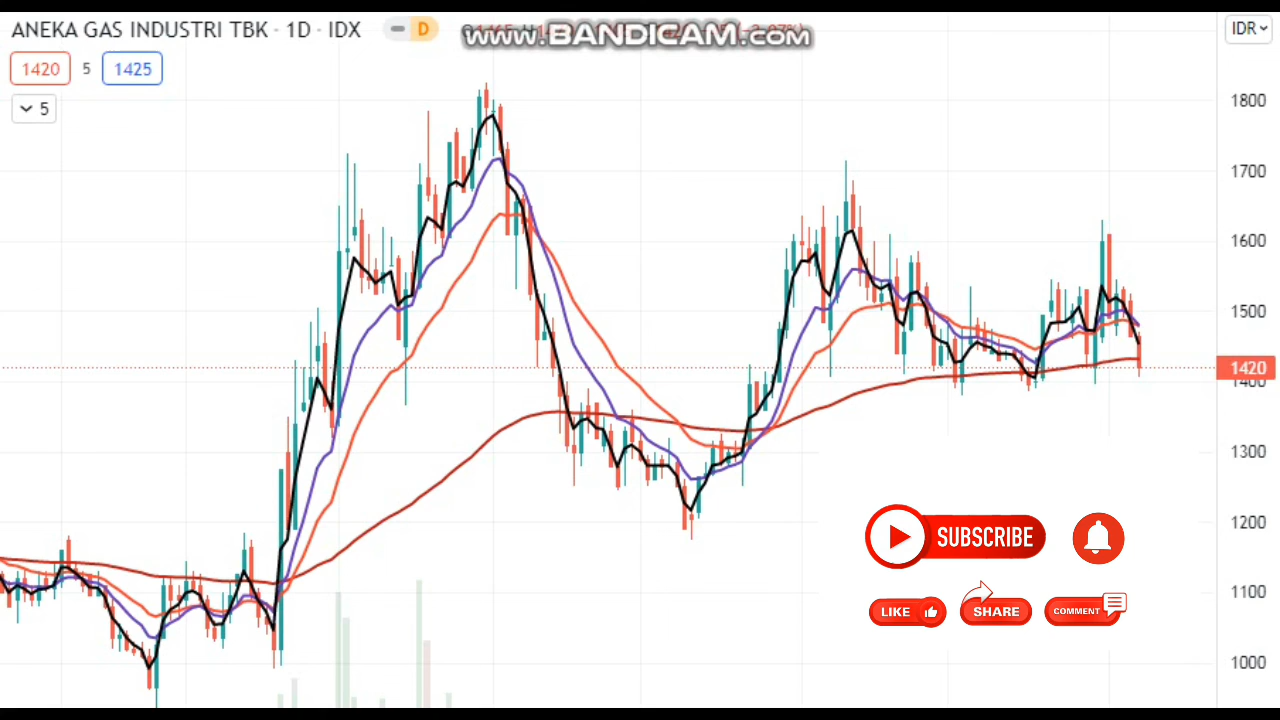 ANEKA GAS INDUSTRI TBK · 1D · IDX
D
www.BANDICAM.com
IDR
1420 5 1425
5
1800
1700
1600
1500
1420
1400
1300
1200
1100
1000
SUBSCRIBE
LIKE
SHARE
COMMENT